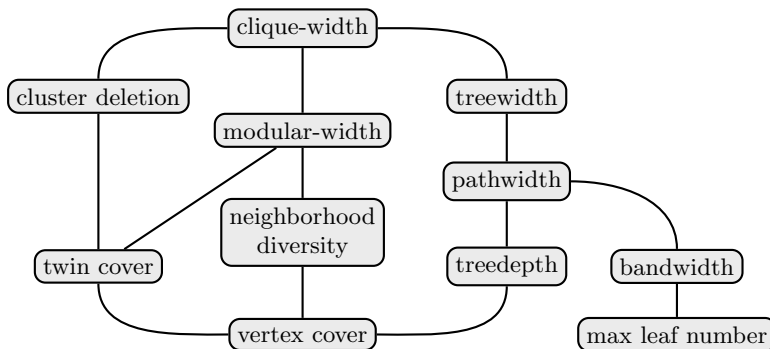 clique-width
cluster deletion
treewidth
modular-width
pathwidth
neighborhood
diversity
twin cover
treedepth
bandwidth
vertex cover
max leaf number